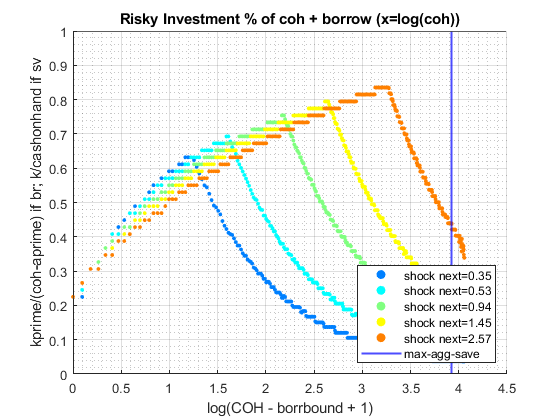 Risky Investment % of coh + borrow (x=log(coh))
kprime/(coh-aprime) if br; k/cashonhand if sv
1
0.9
0.8
0.7
0.6
0.5
0.4
0.3
0.2
0.1
0
0 0.5 1 1.5 2 2.5 3 3.5 4 4.5
log(COH - borrbound + 1)
shock next=0.35
shock next=0.53
shock next=0.94
shock next=1.45
shock next=2.57
max-agg-save